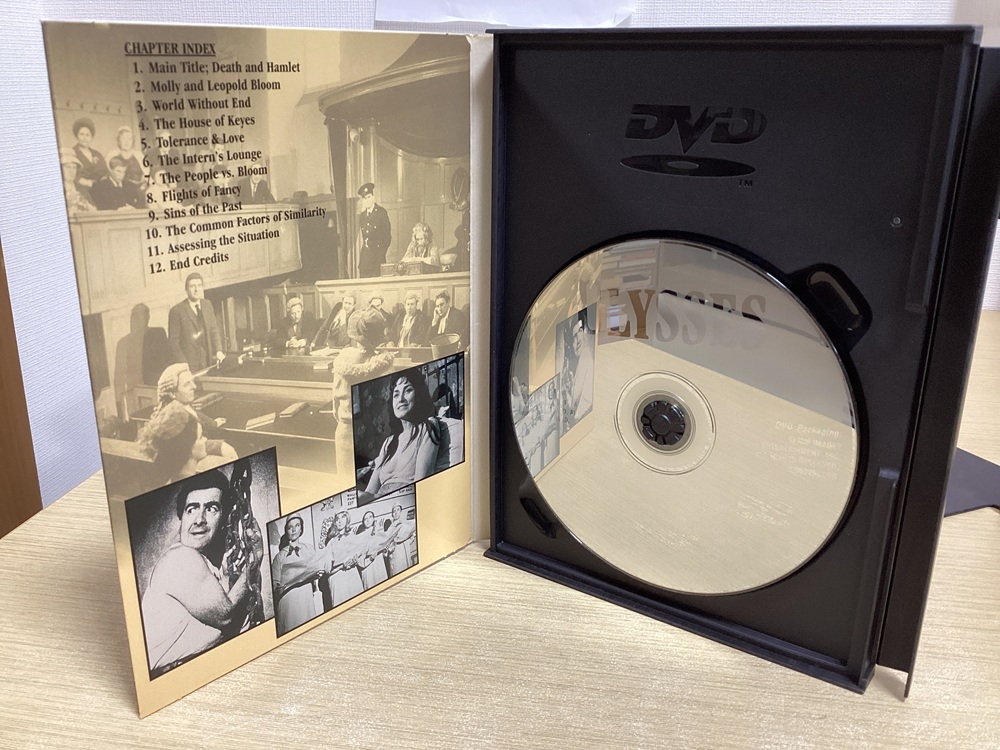 CHAPTER INDEX
1. Main Title; Death and Hamlet
2. Molly and Leopold Bloom
3. World Without End
4. The House of Keyes
5. Tolerance & Love
6. The Intern's Lounge
7. The People vs. Bloom
8. Flights of Fancy
9. Sins of the Past
10. The Common Factors of Similarity
11. Assessing the Situation
12. End Credits
DVD
TM
ULYSSES
DVD Packaging